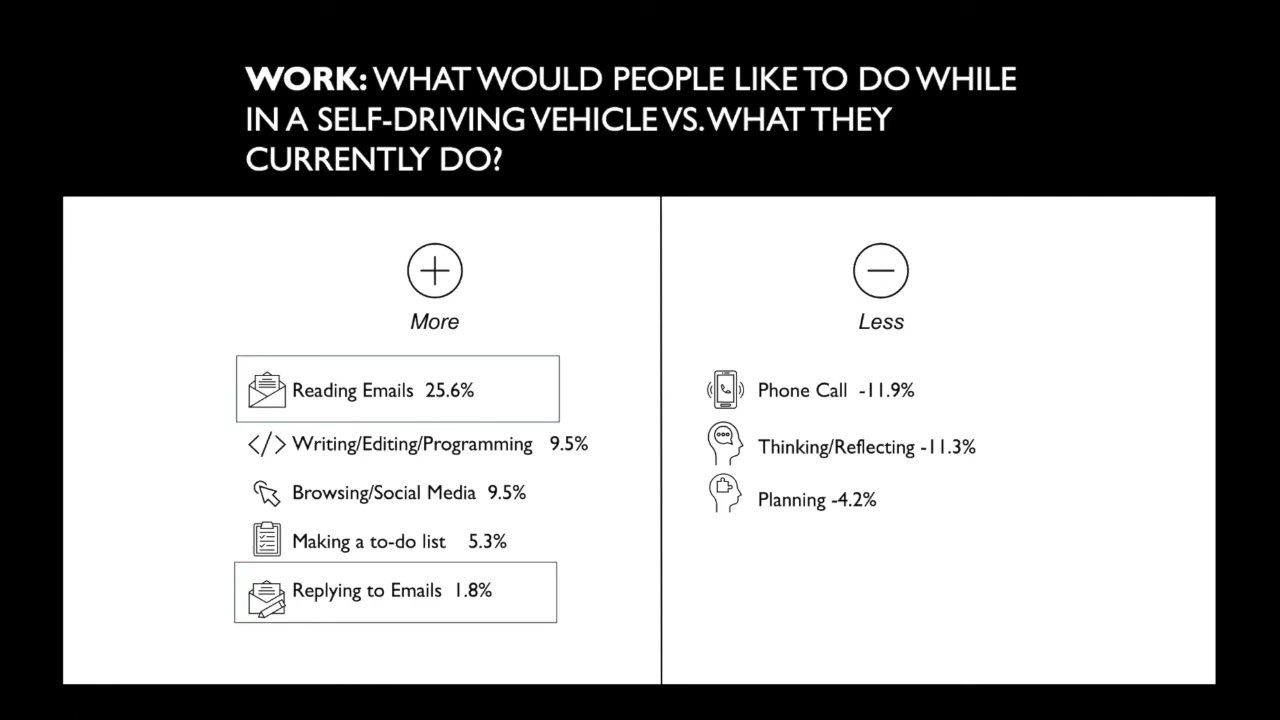 WORK: WHAT WOULD PEOPLE LIKE TO DO WHILE
IN A SELF-DRIVING VEHICLE VS. WHAT THEY
CURRENTLY DO?
More
Reading Emails 25.6%
</> Writing/Editing/Programming 9.5%
Browsing/Social Media 9.5%
Making a to-do list 5.3%
Replying to Emails 1.8%
Less
Phone Call -11.9%
Thinking/Reflecting -11.3%
Planning -4.2%